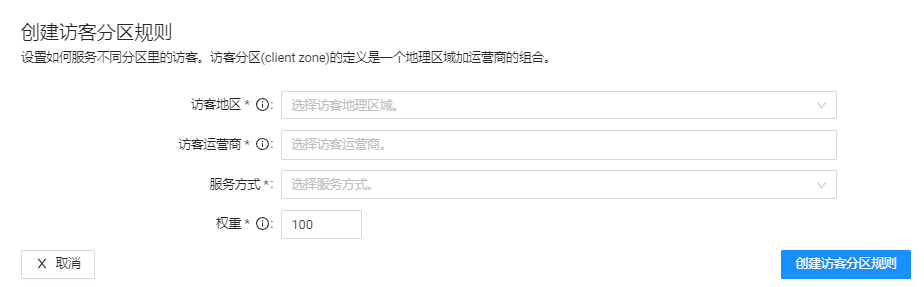 创建访客分区规则
设置如何服务不同分区里的访客。访客分区(client zone)的定义是一个地理区域加运营商的组合。
访客地区 * ⓘ: 选择访客地理区域。
访客运营商 * ⓘ: 选择访客运营商。
服务方式 *: 选择服务方式。
权重 * ⓘ: 100
X 取消 创建访客分区规则